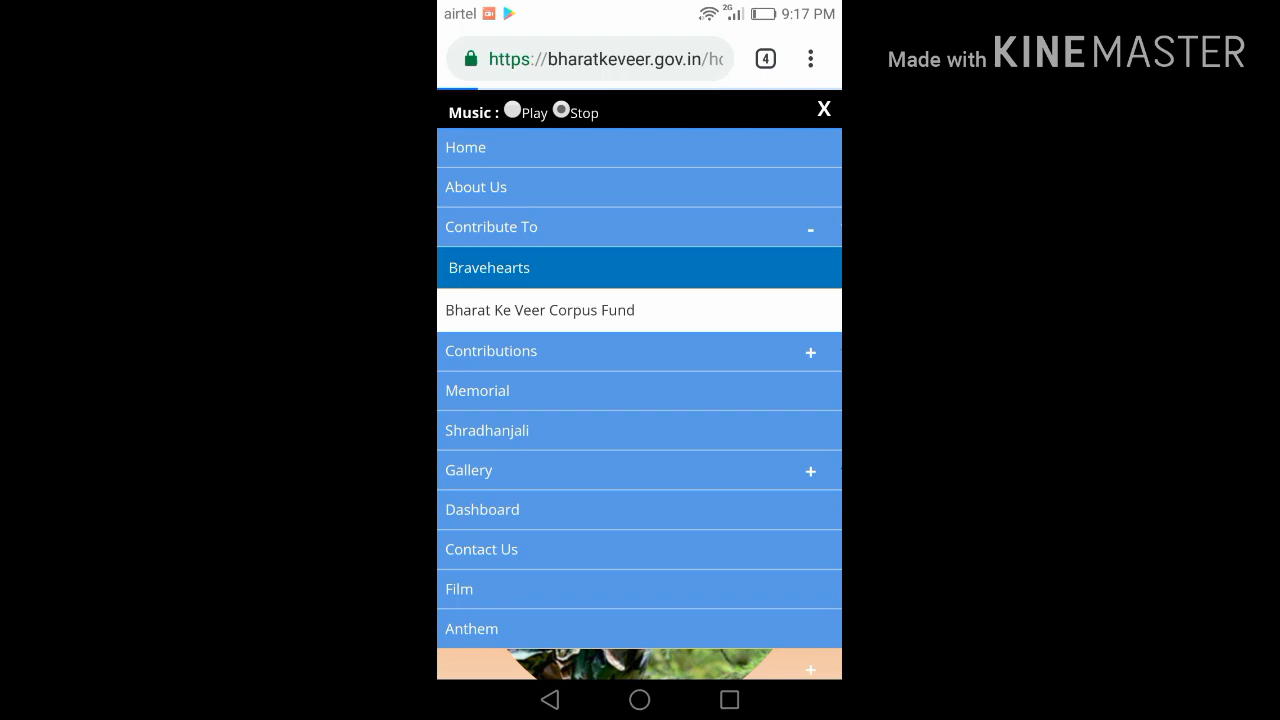 airtel 2G 9:17 PM
https://bharatkeveer.gov.in/hc 4
Made with KINEMASTER
Music : Play Stop X
Home
About Us
Contribute To -
Bravehearts
Bharat Ke Veer Corpus Fund
Contributions +
Memorial
Shradhanjali
Gallery +
Dashboard
Contact Us
Film
Anthem
+